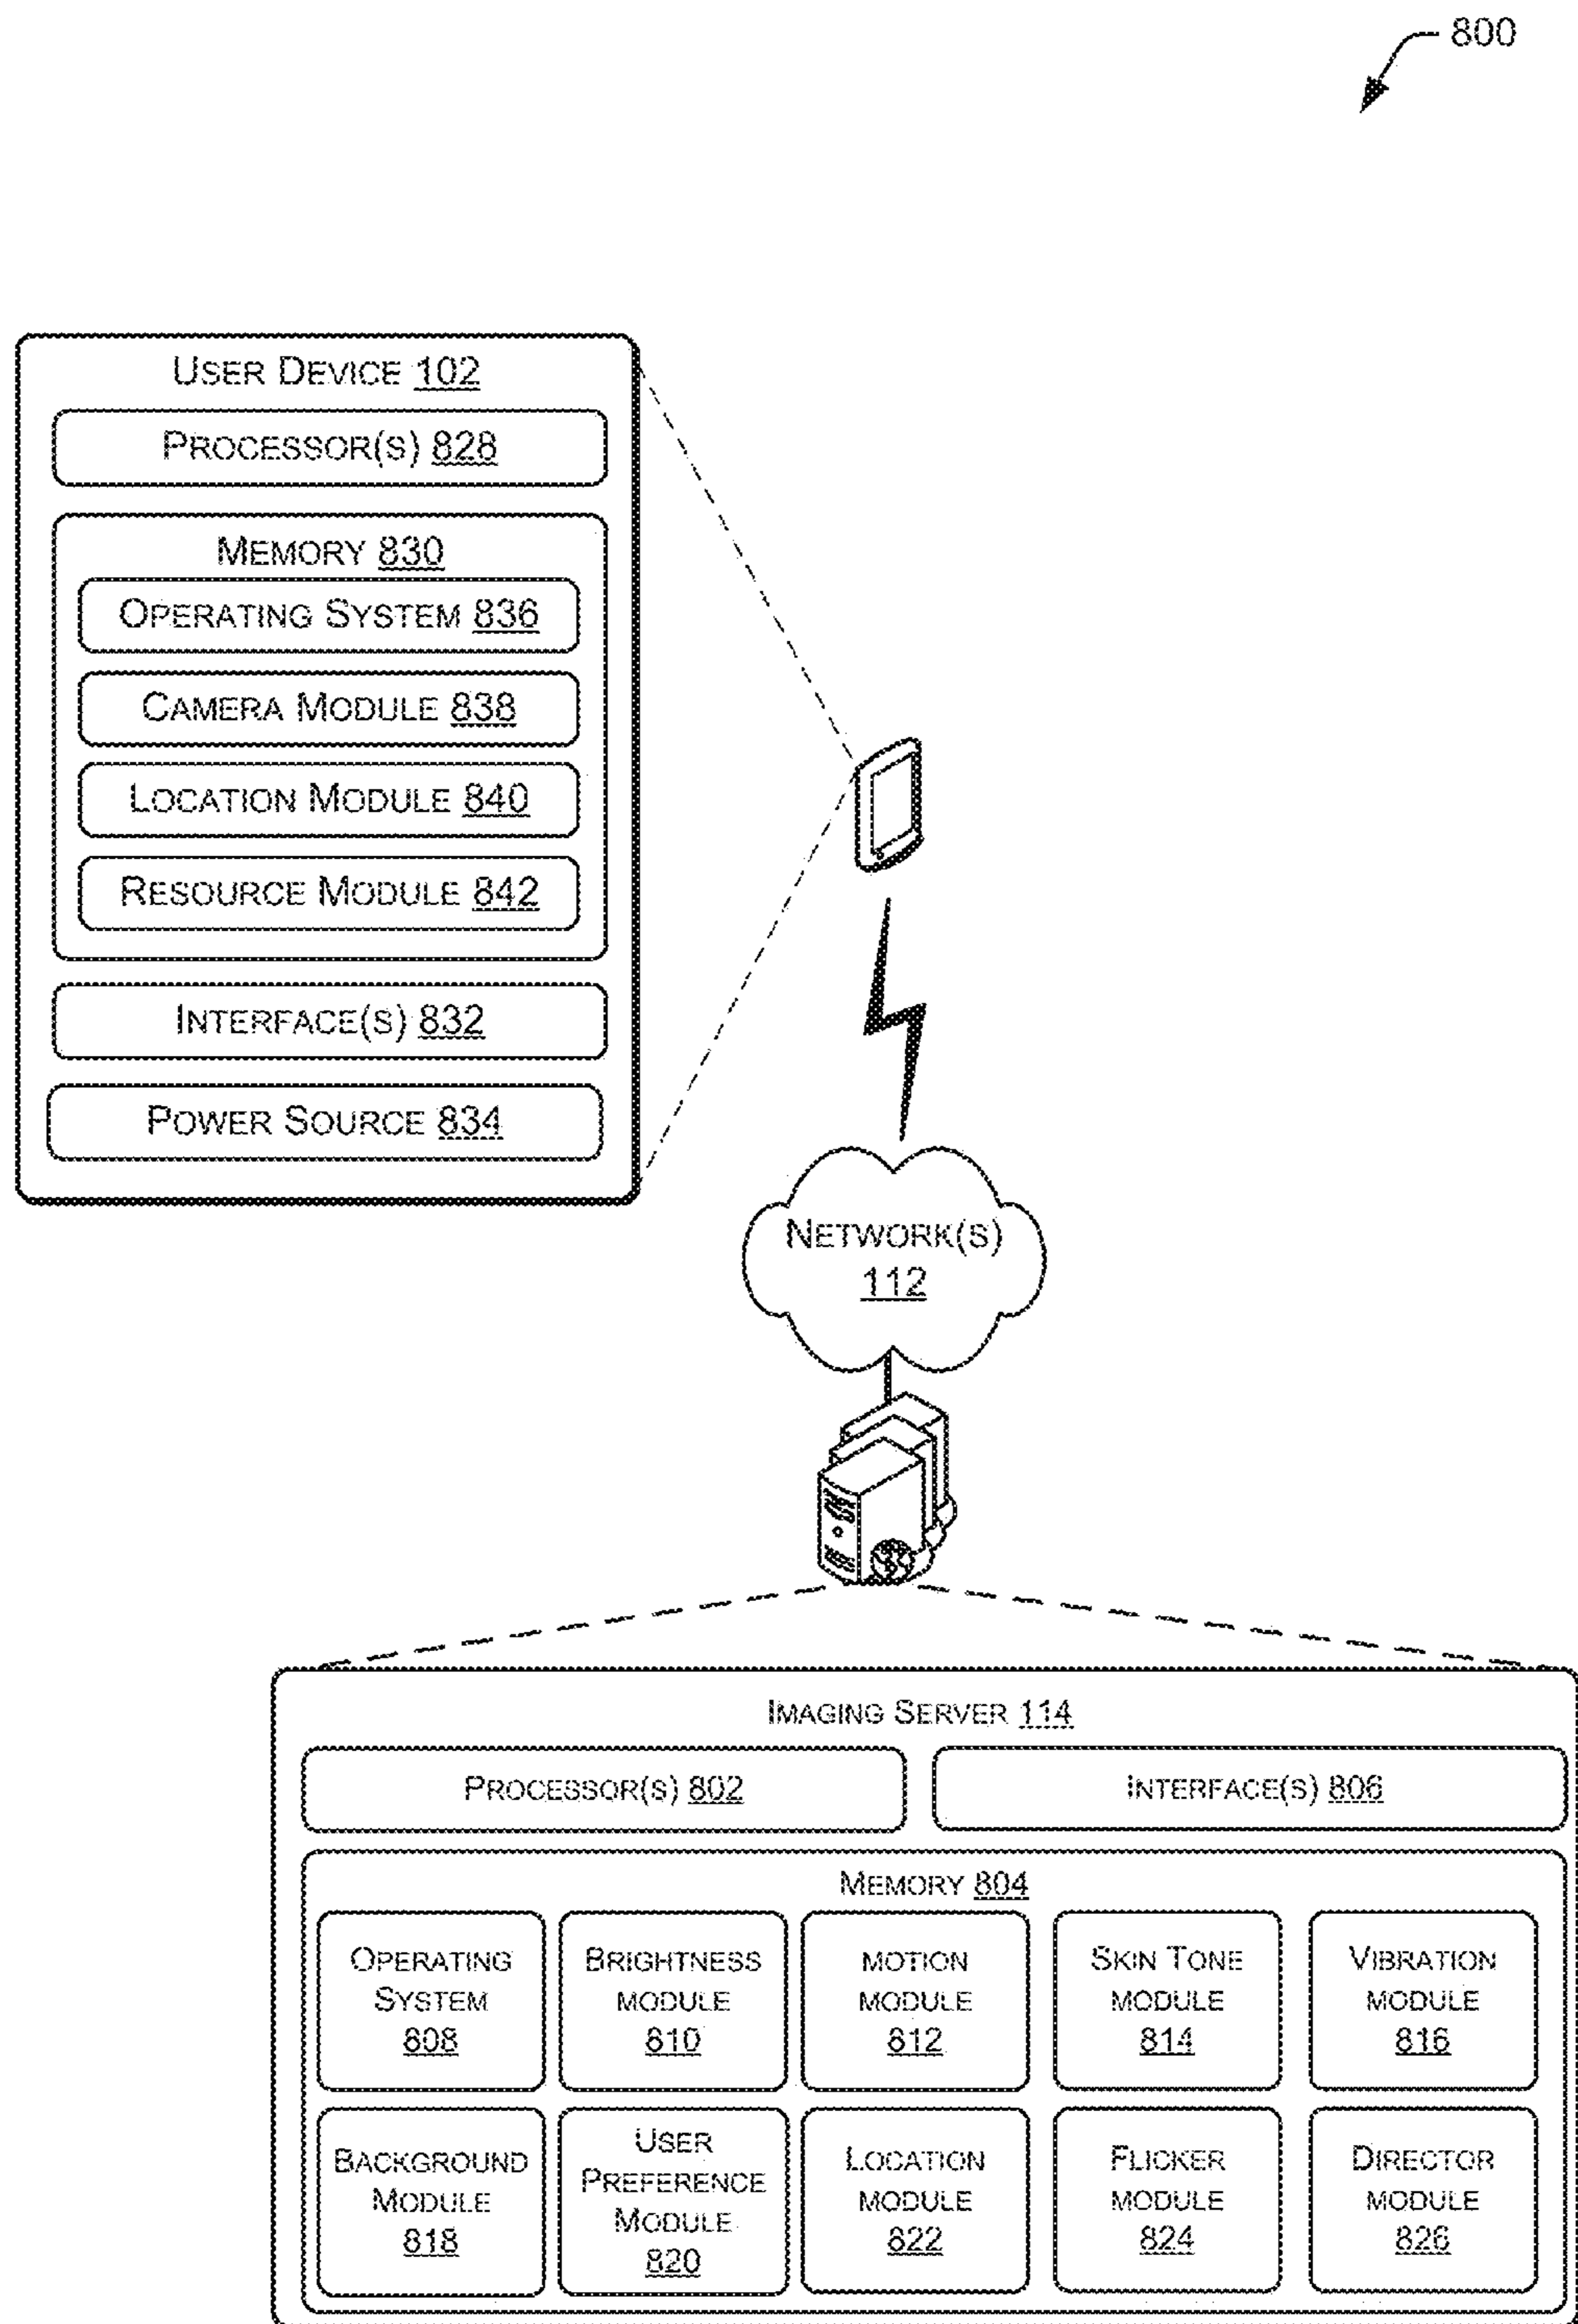 800
USER DEVICE 102
PROCESSOR(S) 828
MEMORY 830
OPERATING SYSTEM 836
CAMERA MODULE 838
LOCATION MODULE 840
RESOURCE MODULE 842
INTERFACE(S) 832
POWER SOURCE 834
NETWORK(S)
112
IMAGING SERVER 114
PROCESSOR(S) 802
INTERFACE(S) 806
MEMORY 804
OPERATING
SYSTEM
808
BRIGHTNESS
MODULE
810
MOTION
MODULE
812
SKIN TONE
MODULE
814
VIBRATION
MODULE
816
BACKGROUND
MODULE
818
USER
PREFERENCE
MODULE
820
LOCATION
MODULE
822
FLICKER
MODULE
824
DIRECTOR
MODULE
826